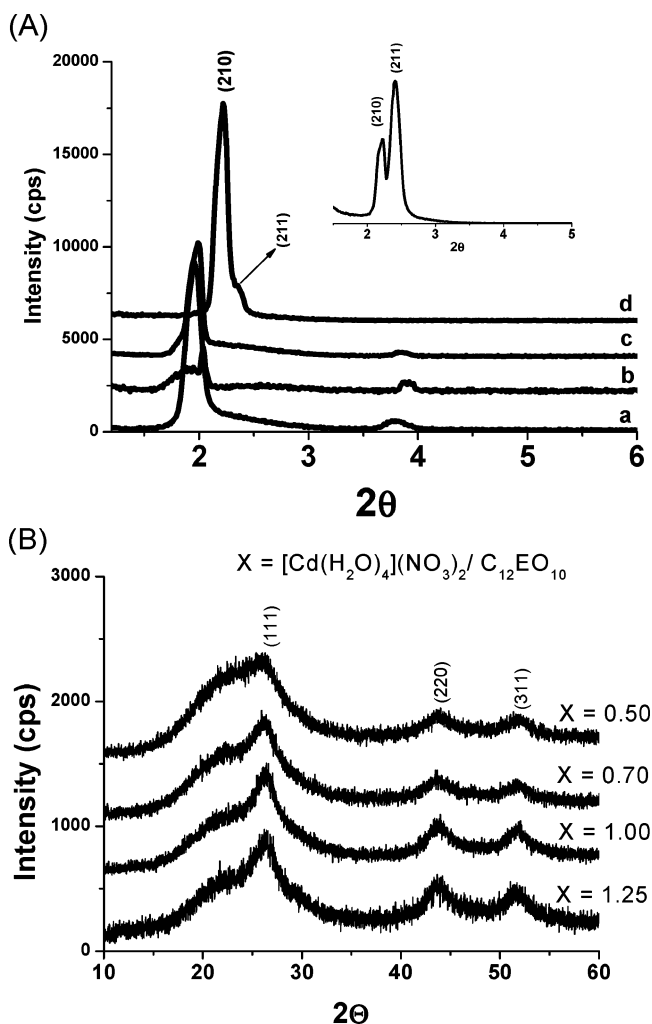 (A)
20000
15000
10000
5000
0
Intensity (cps)
(210)
(211)
(210)
(211)
2
3
4
5
2θ
d
c
b
a
2
3
4
5
6
2θ
(B)
X = [Cd(H₂O)₄](NO₃)₂/ C₁₂EO₁₀
3000
2000
1000
0
Intensity (cps)
(111)
(220)
(311)
X = 0.50
X = 0.70
X = 1.00
X = 1.25
10
20
30
40
50
60
2Θ